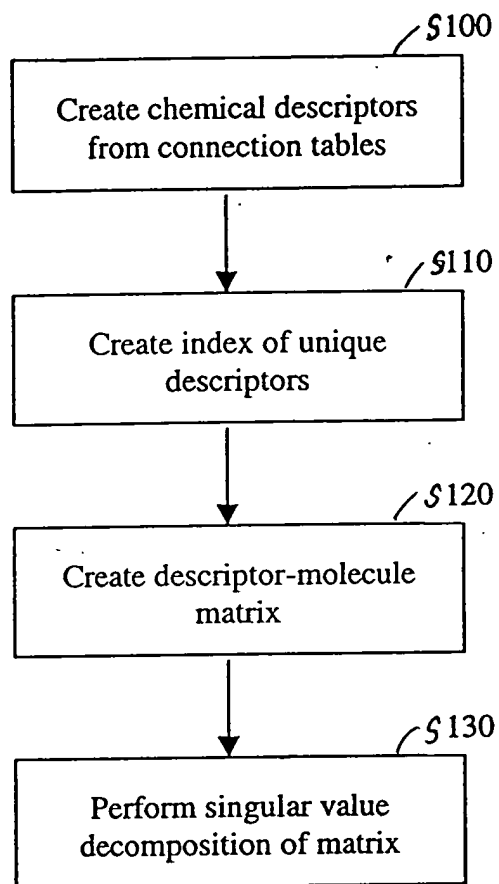 S100
Create chemical descriptors
from connection tables
S110
Create index of unique
descriptors
S120
Create descriptor-molecule
matrix
S130
Perform singular value
decomposition of matrix